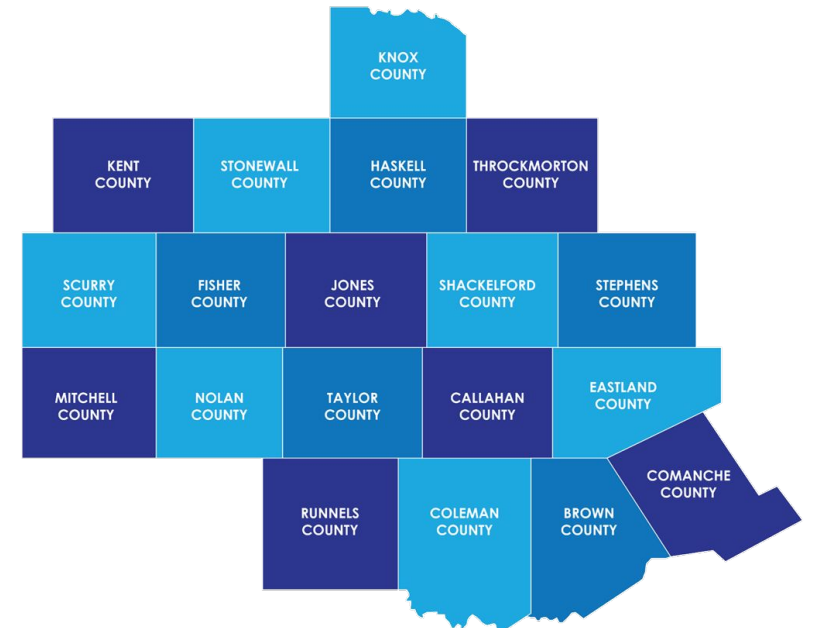 KNOX
COUNTY
KENT
COUNTY
STONEWALL
COUNTY
HASKELL
COUNTY
THROCKMORTON
COUNTY
SCURRY
COUNTY
FISHER
COUNTY
JONES
COUNTY
SHACKELFORD
COUNTY
STEPHENS
COUNTY
MITCHELL
COUNTY
NOLAN
COUNTY
TAYLOR
COUNTY
CALLAHAN
COUNTY
EASTLAND
COUNTY
RUNNELS
COUNTY
COLEMAN
COUNTY
BROWN
COUNTY
COMANCHE
COUNTY